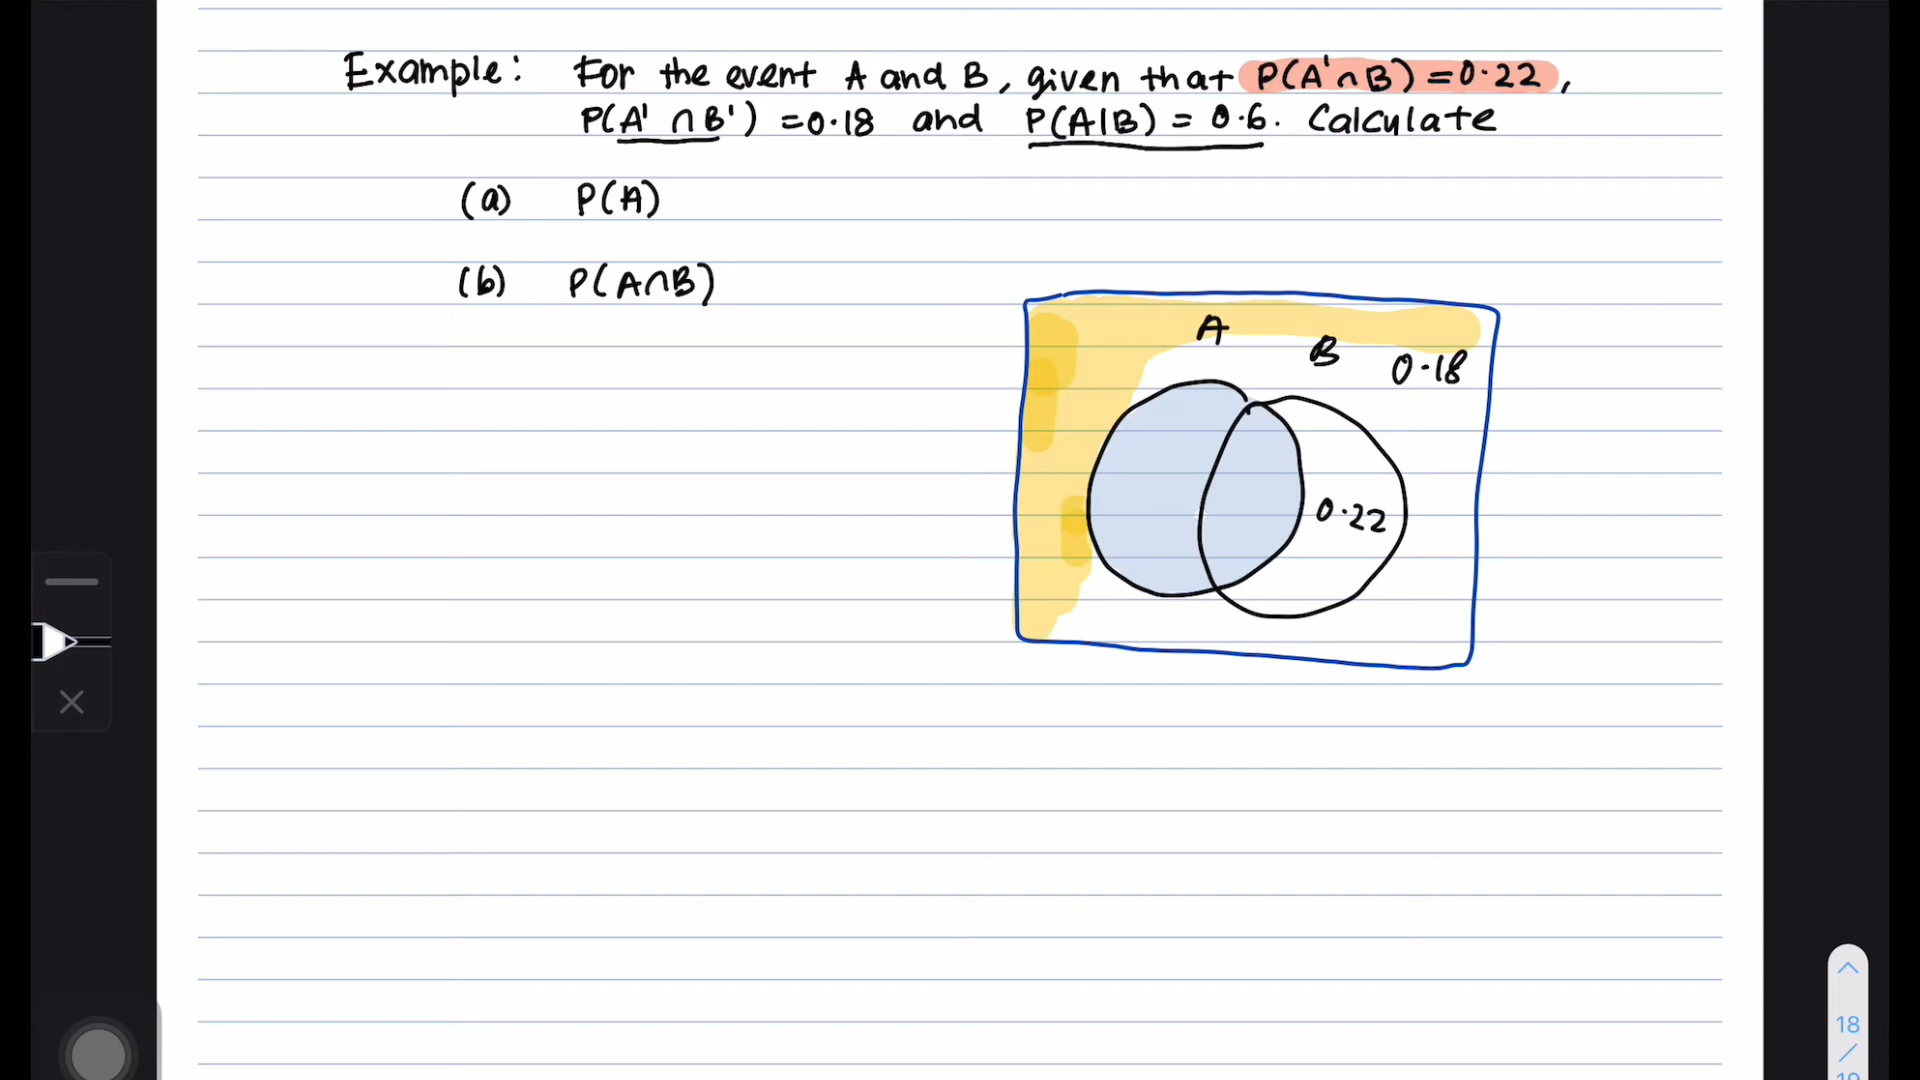 Example: For the event A and B, given that P(A'∩B) = 0.22,
P(A' ∩ B') = 0.18 and P(A|B) = 0.6. Calculate
(a) P(A)
(b) P(A∩B)
A
B
0.18
0.22
18
/